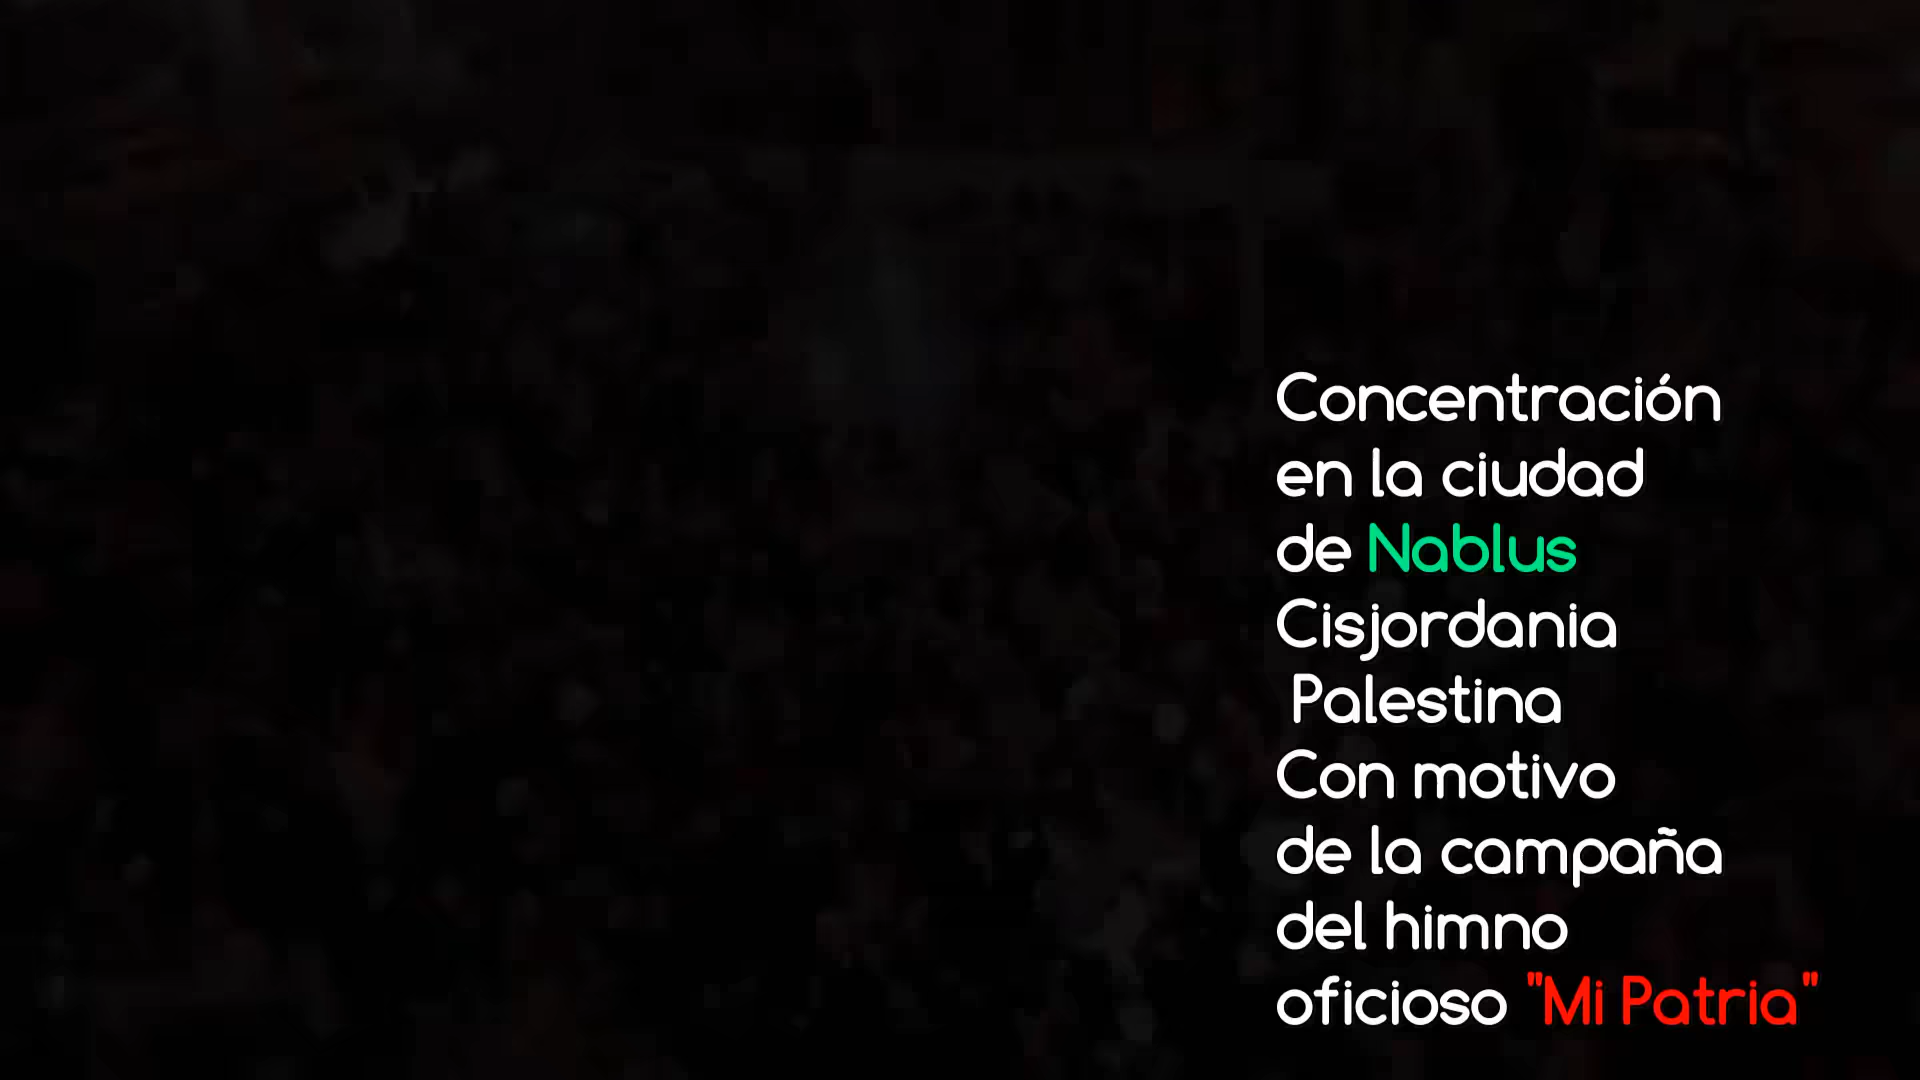 Concentración
en la ciudad
de Nablus
Cisjordania
Palestina
Con motivo
de la campaña
del himno
oficioso "Mi Patria"